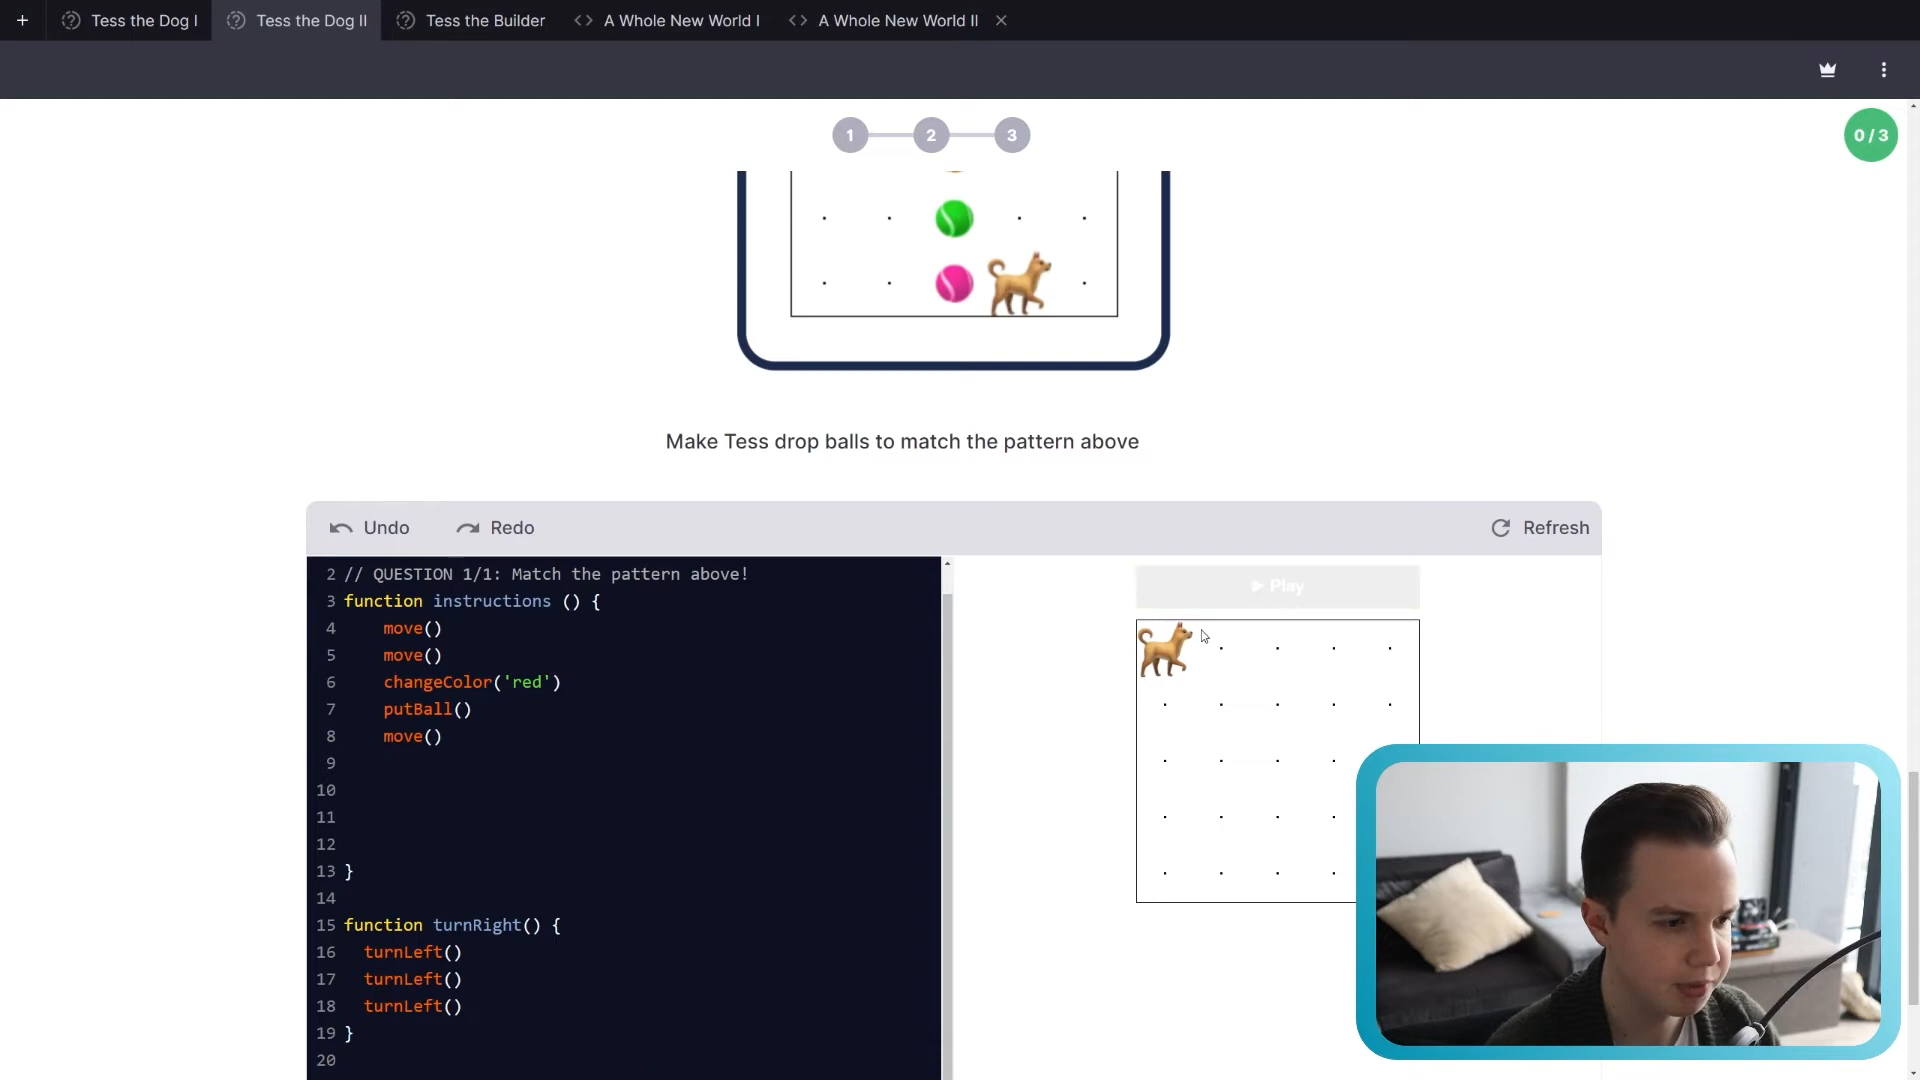 Tess the Dog I
Tess the Dog II
Tess the Builder
A Whole New World I
A Whole New World II
1
2
3
0 / 3
Make Tess drop balls to match the pattern above
Undo
Redo
Refresh
2 // QUESTION 1/1: Match the pattern above!
3 function instructions () {
4 move()
5 move()
6 changeColor('red')
7 putBall()
8 move()
9
10
11
12
13 }
14
15 function turnRight() {
16 turnLeft()
17 turnLeft()
18 turnLeft()
19 }
20
Play